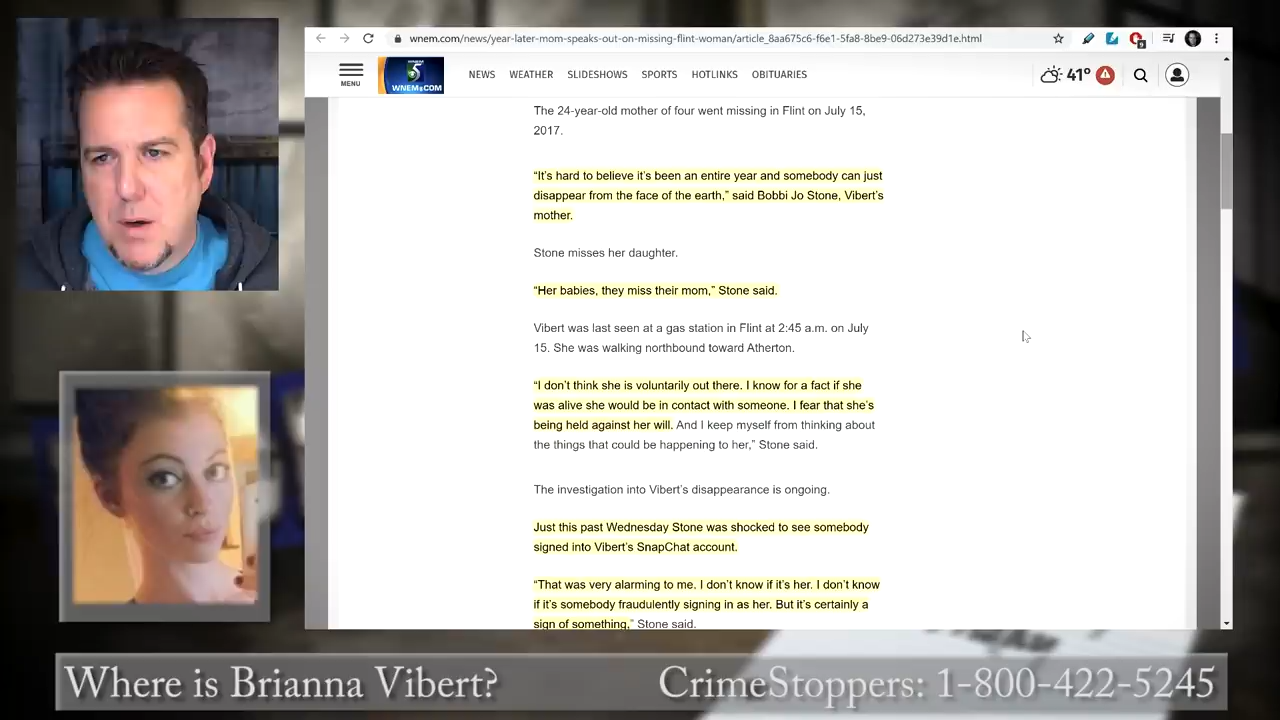 wnem.com/news/year-later-mom-speaks-out-on-missing-flint-woman/article_8aa675c6-f6e1-5fa8-8be9-06d273e39d1e.html
9
MENU
5
WNEM.COM
NEWS WEATHER SLIDESHOWS SPORTS HOTLINKS OBITUARIES
41°
The 24-year-old mother of four went missing in Flint on July 15,
2017.
“It’s hard to believe it’s been an entire year and somebody can just
disappear from the face of the earth,” said Bobbi Jo Stone, Vibert’s
mother.
Stone misses her daughter.
“Her babies, they miss their mom,” Stone said.
Vibert was last seen at a gas station in Flint at 2:45 a.m. on July
15. She was walking northbound toward Atherton.
“I don’t think she is voluntarily out there. I know for a fact if she
was alive she would be in contact with someone. I fear that she’s
being held against her will. And I keep myself from thinking about
the things that could be happening to her,” Stone said.
The investigation into Vibert’s disappearance is ongoing.
Just this past Wednesday Stone was shocked to see somebody
signed into Vibert’s SnapChat account.
“That was very alarming to me. I don’t know if it’s her. I don’t know
if it’s somebody fraudulently signing in as her. But it’s certainly a
sign of something,” Stone said.
Where is Brianna Vibert? CrimeStoppers: 1-800-422-5245